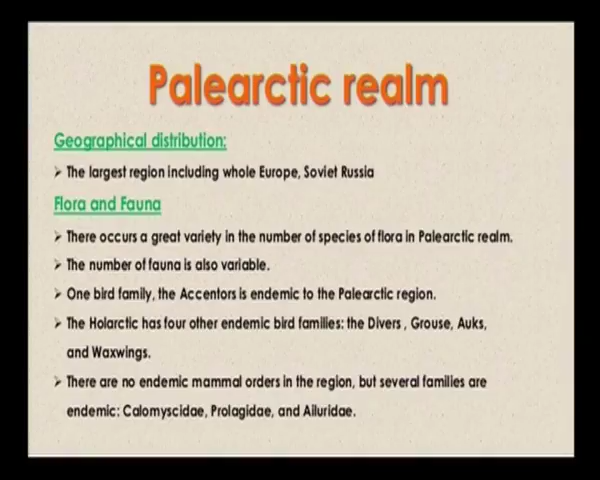 Palearctic realm
Geographical distribution:
➢ The largest region including whole Europe, Soviet Russia
Flora and Fauna
➢ There occurs a great variety in the number of species of flora in Palearctic realm.
➢ The number of fauna is also variable.
➢ One bird family, the Accentors is endemic to the Palearctic region.
➢ The Holarctic has four other endemic bird families: the Divers , Grouse, Auks,
and Waxwings.
➢ There are no endemic mammal orders in the region, but several families are
endemic: Calomyscidae, Prolagidae, and Ailuridae.